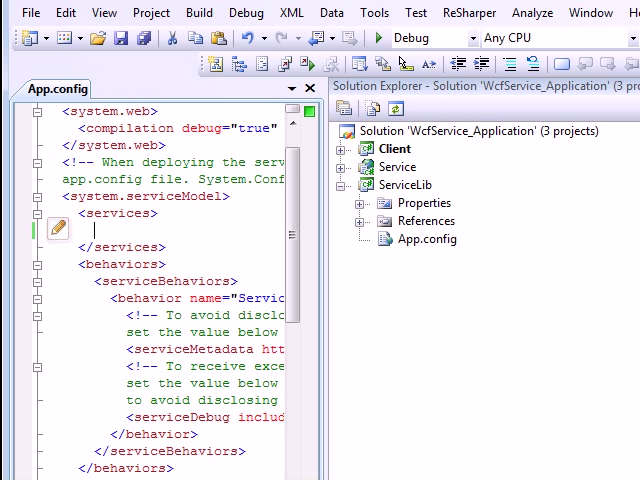 File Edit View Project Build Debug XML Data Tools Test ReSharper Analyze Window
Debug Any CPU
App.config
Solution Explorer - Solution 'WcfService_Application' (3 pro
<system.web>
<compilation debug="true"
</system.web>
<!-- When deploying the serv
app.config file. System.Conf
<system.serviceModel>
<services>
</services>
<behaviors>
<serviceBehaviors>
<behavior name="Servic
<!-- To avoid disclo
set the value below
<serviceMetadata htt
<!-- To receive exce
set the value below
to avoid disclosing
<serviceDebug includ
</behavior>
</serviceBehaviors>
</behaviors>
Solution 'WcfService_Application' (3 projects)
Client
Service
ServiceLib
Properties
References
App.config